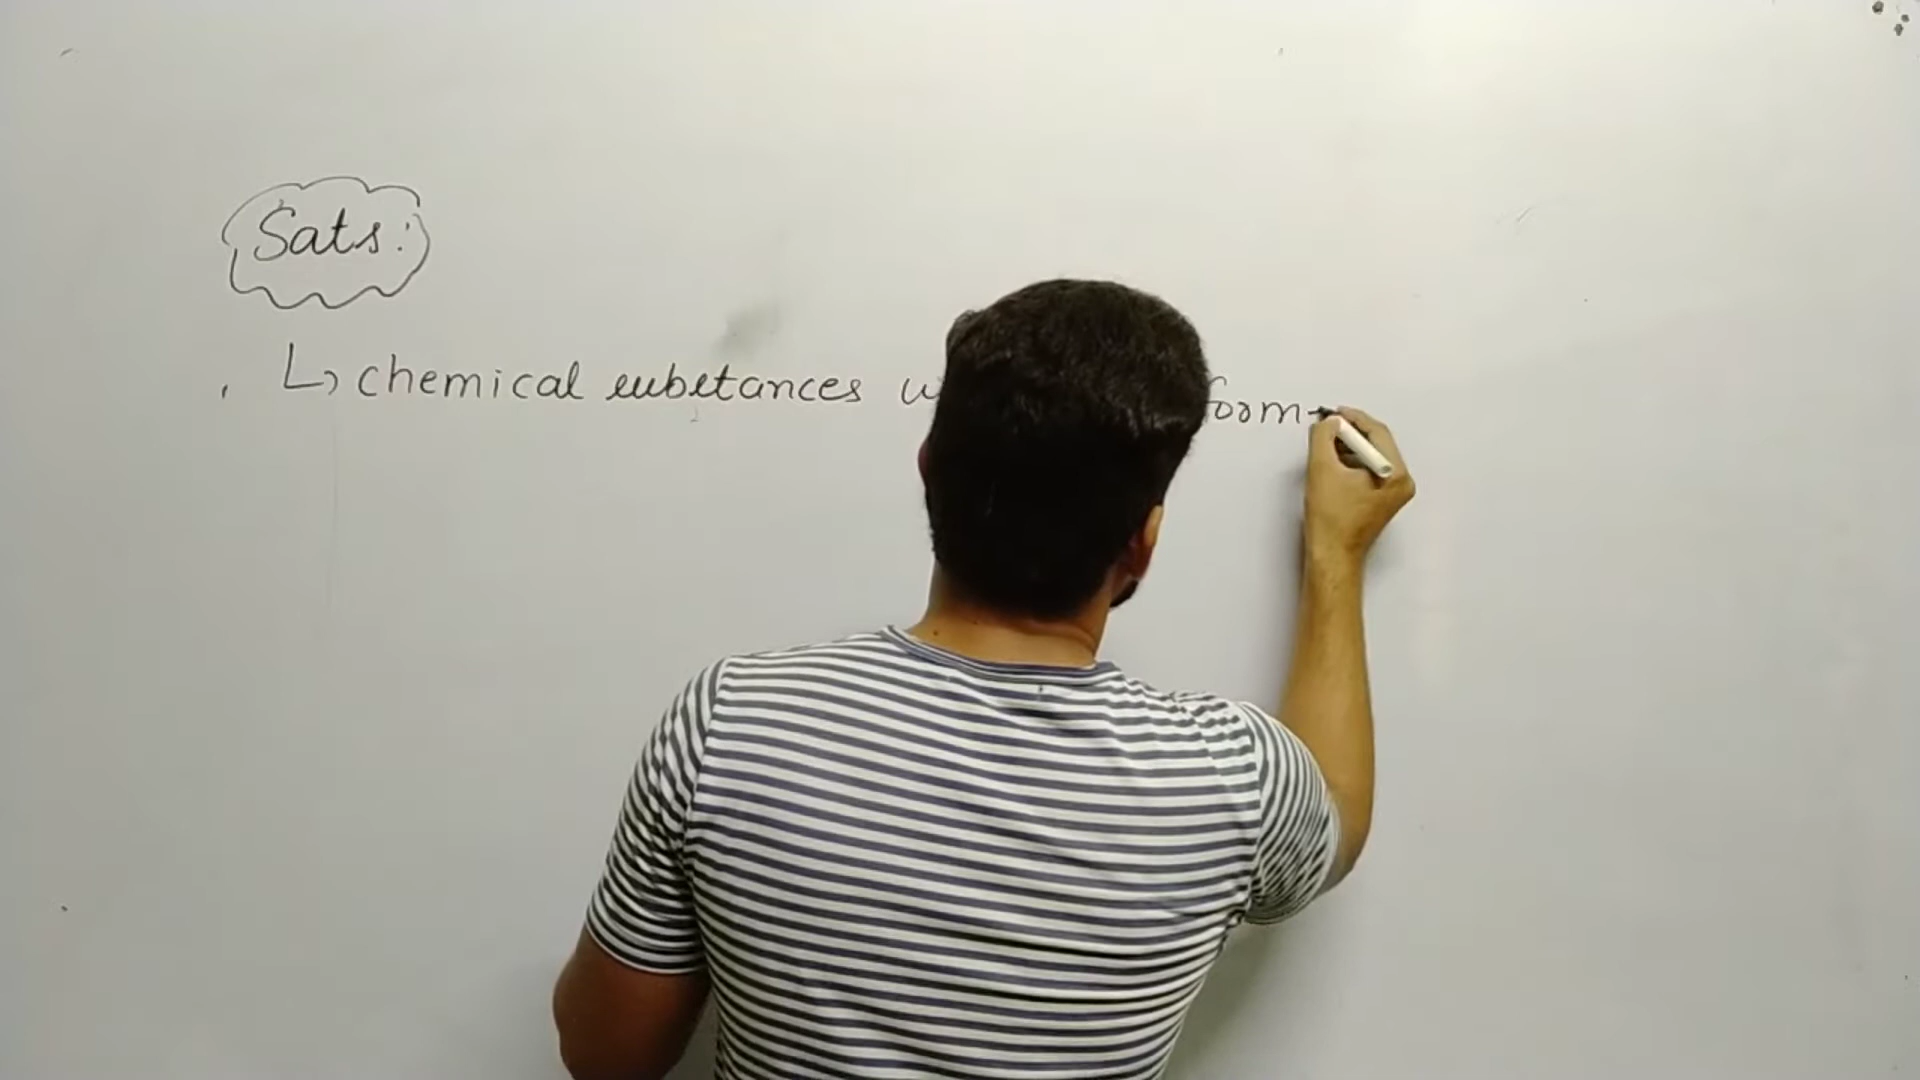 Sats:
↳ chemical substances form